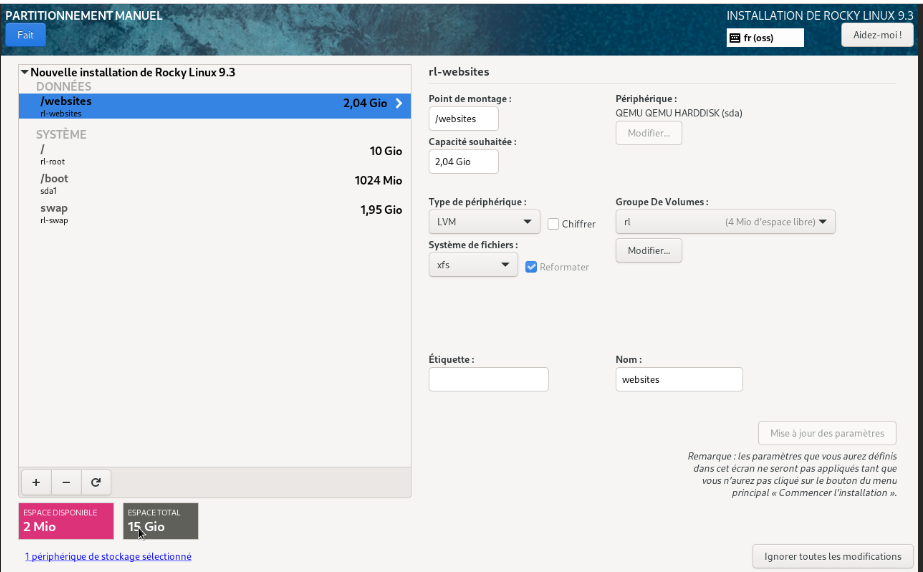 PARTITIONNEMENT MANUEL
INSTALLATION DE ROCKY LINUX 9.3
Fait
fr (oss)
Aidez-moi !
Nouvelle installation de Rocky Linux 9.3
DONNÉES
/websites
2,04 Gio
rl-websites
SYSTÈME
/
10 Gio
rl-root
/boot
1024 Mio
sda1
swap
1,95 Gio
rl-swap
+ −
ESPACE DISPONIBLE
2 Mio
ESPACE TOTAL
15 Gio
1 périphérique de stockage sélectionné
rl-websites
Point de montage :
/websites
Périphérique :
QEMU QEMU HARDDISK (sda)
Modifier...
Capacité souhaitée :
2,04 Gio
Type de périphérique :
LVM
Chiffrer
Groupe De Volumes :
rl (4 Mio d'espace libre)
Modifier...
Système de fichiers :
xfs
Reformater
Étiquette :
Nom :
websites
Mise à jour des paramètres
Remarque : les paramètres que vous aurez définis
dans cet écran ne seront pas appliqués tant que
vous n'aurez pas cliqué sur le bouton du menu
principal « Commencer l'installation ».
Ignorer toutes les modifications